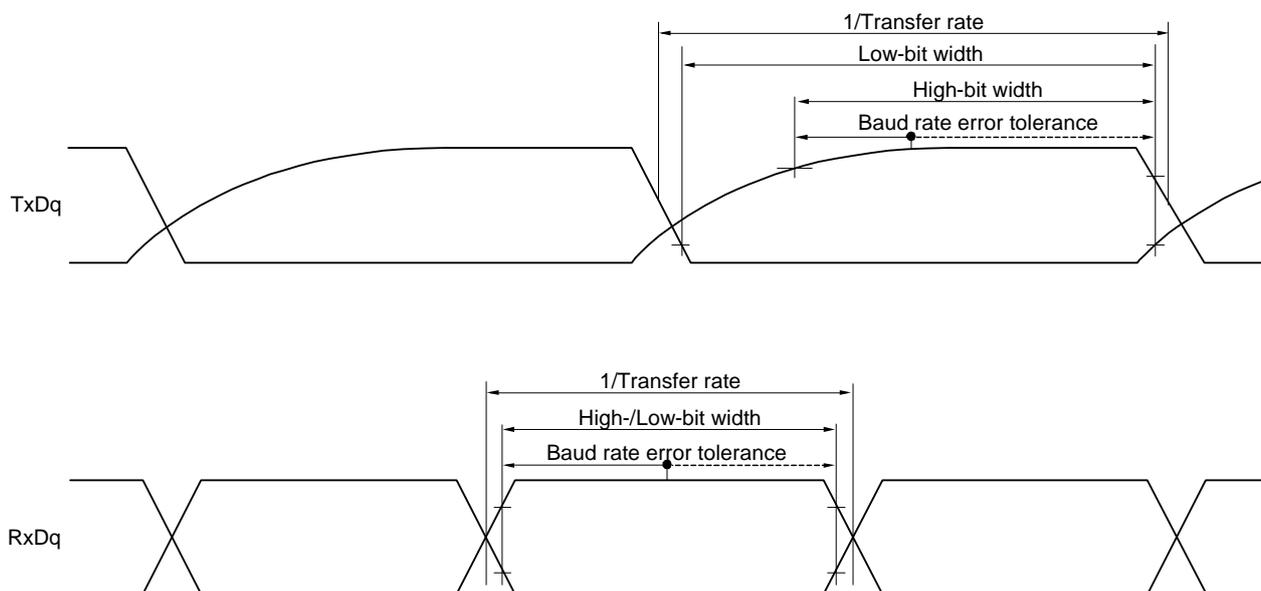 1/Transfer rate
Low-bit width
High-bit width
Baud rate error tolerance
TxDq
1/Transfer rate
High-/Low-bit width
Baud rate error tolerance
RxDq